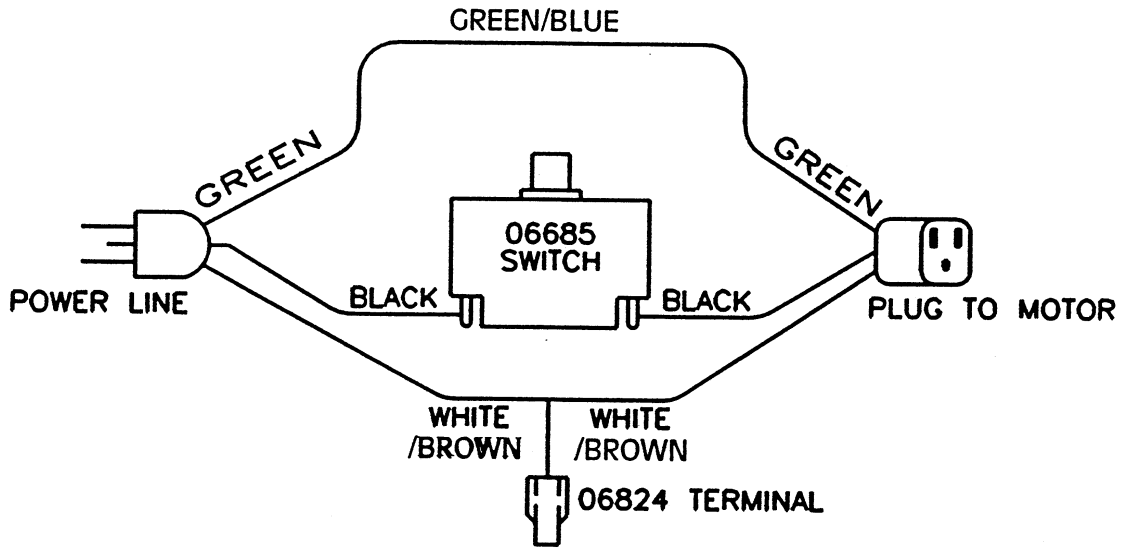 GREEN/BLUE
GREEN
GREEN
06685
SWITCH
BLACK
BLACK
POWER LINE
PLUG TO MOTOR
WHITE
/BROWN
WHITE
/BROWN
06824 TERMINAL